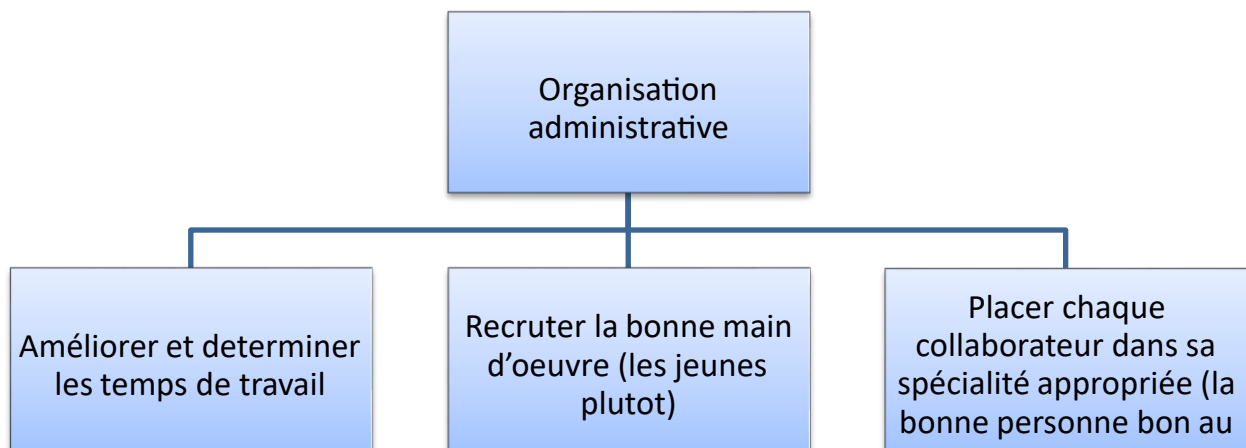 Organisation
administrative
Améliorer et determiner
les temps de travail
Recruter la bonne main
d'oeuvre (les jeunes
plutot)
Placer chaque
collaborateur dans sa
spécialité appropriée (la
bonne personne bon au